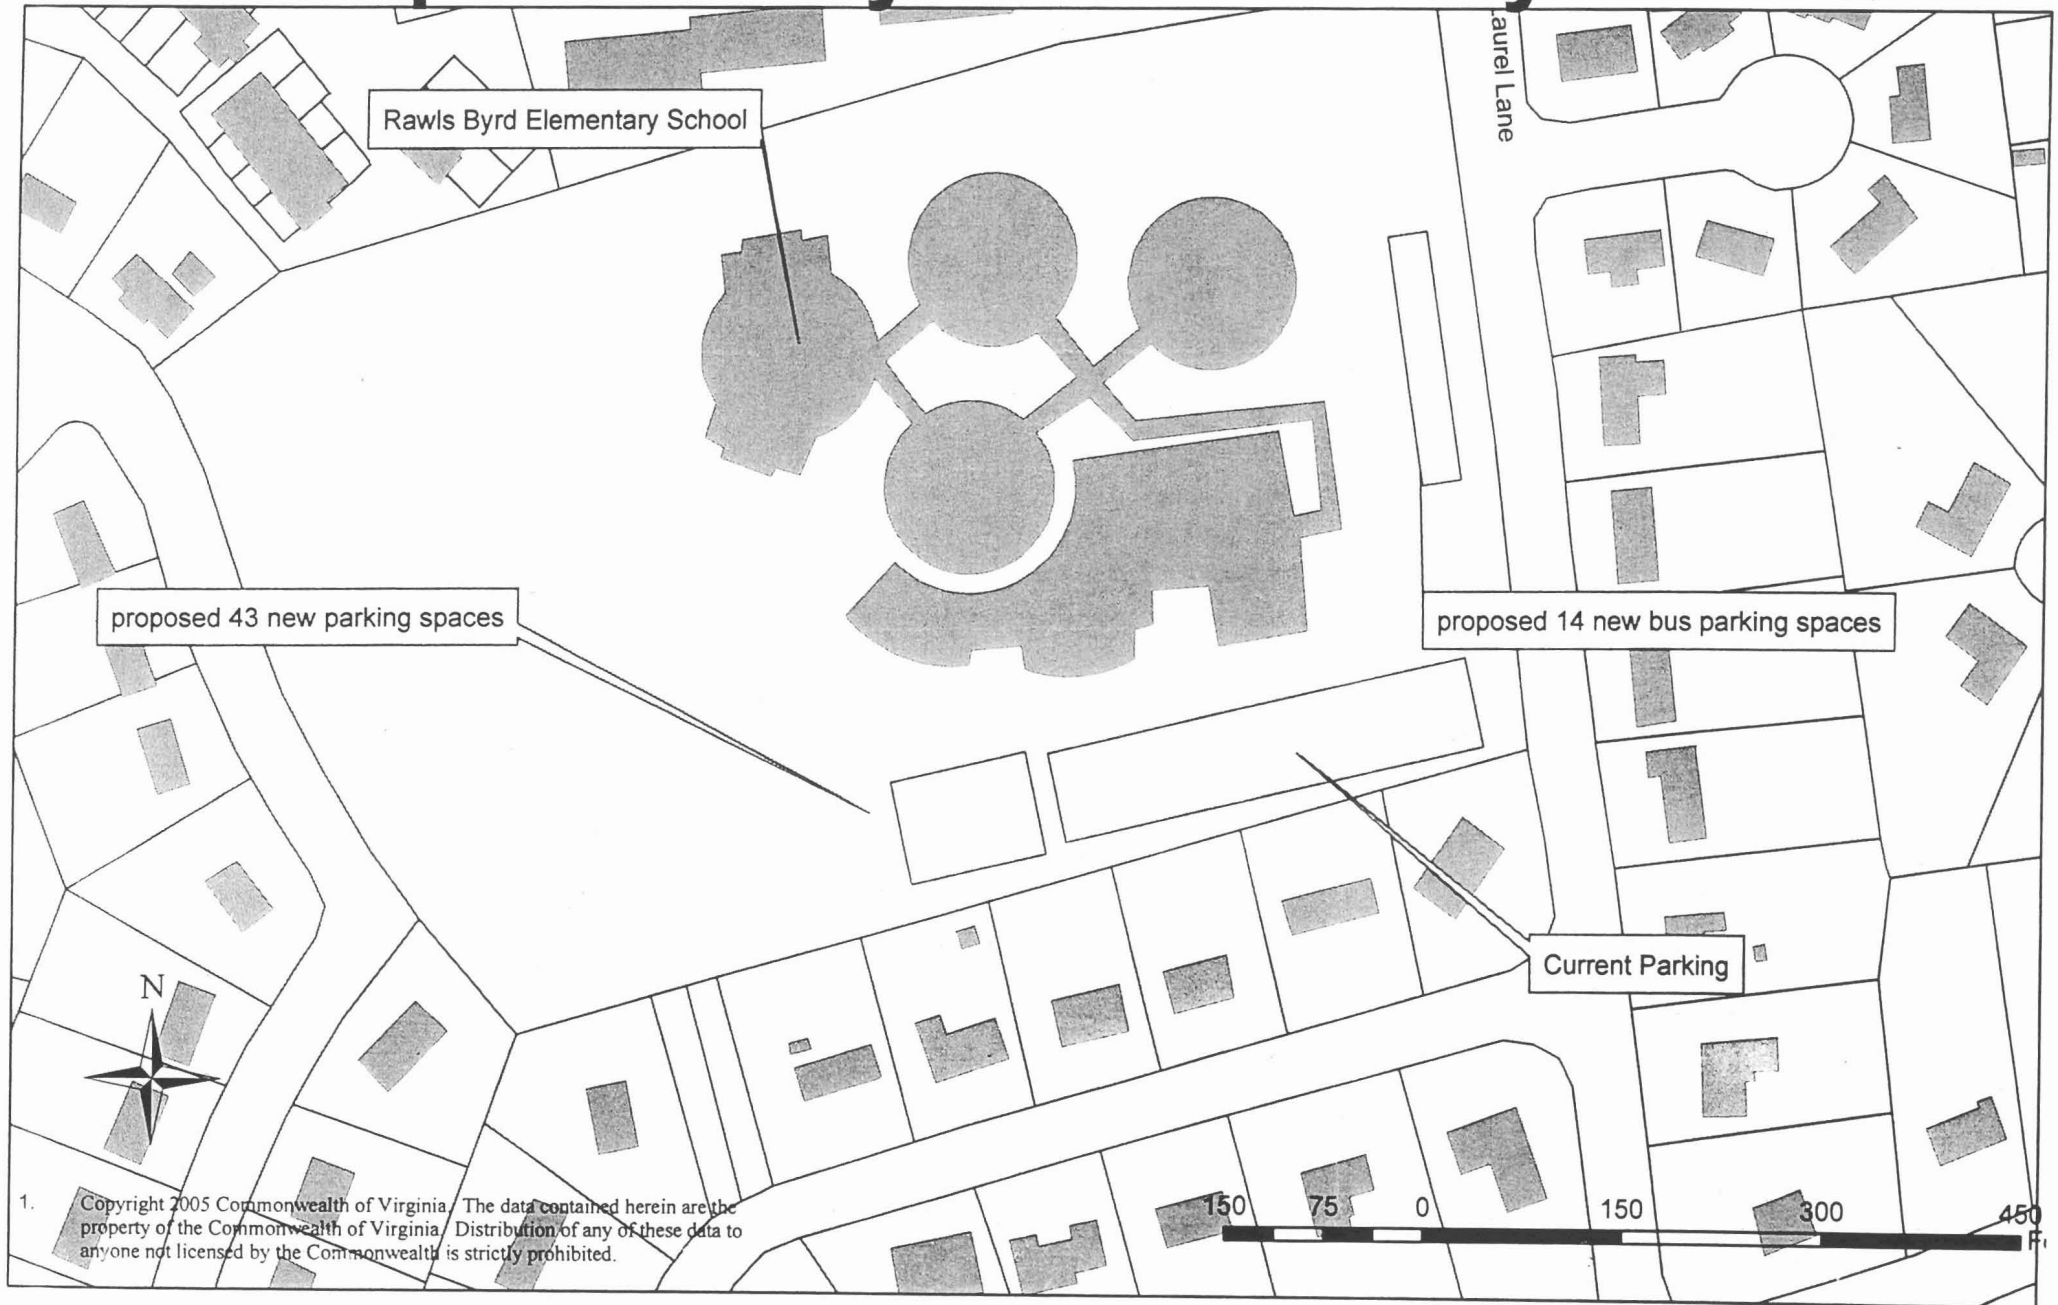 Laurel Lane
Rawls Byrd Elementary School
proposed 43 new parking spaces
proposed 14 new bus parking spaces
Current Parking
N
1. Copyright 2005 Commonwealth of Virginia. The data contained herein are the
property of the Commonwealth of Virginia. Distribution of any of these data to
anyone not licensed by the Commonwealth is strictly prohibited.
150 75 0 150 300 450